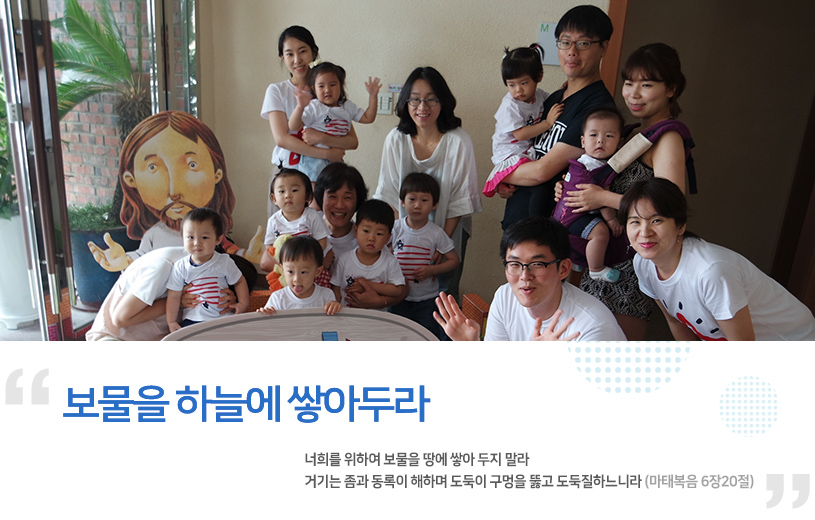 M
보물을 하늘에 쌓아두라
너희를 위하여 보물을 땅에 쌓아 두지 말라
거기는 좀과 동록이 해하며 도둑이 구멍을 뚫고 도둑질하느니라 (마태복음 6장20절)